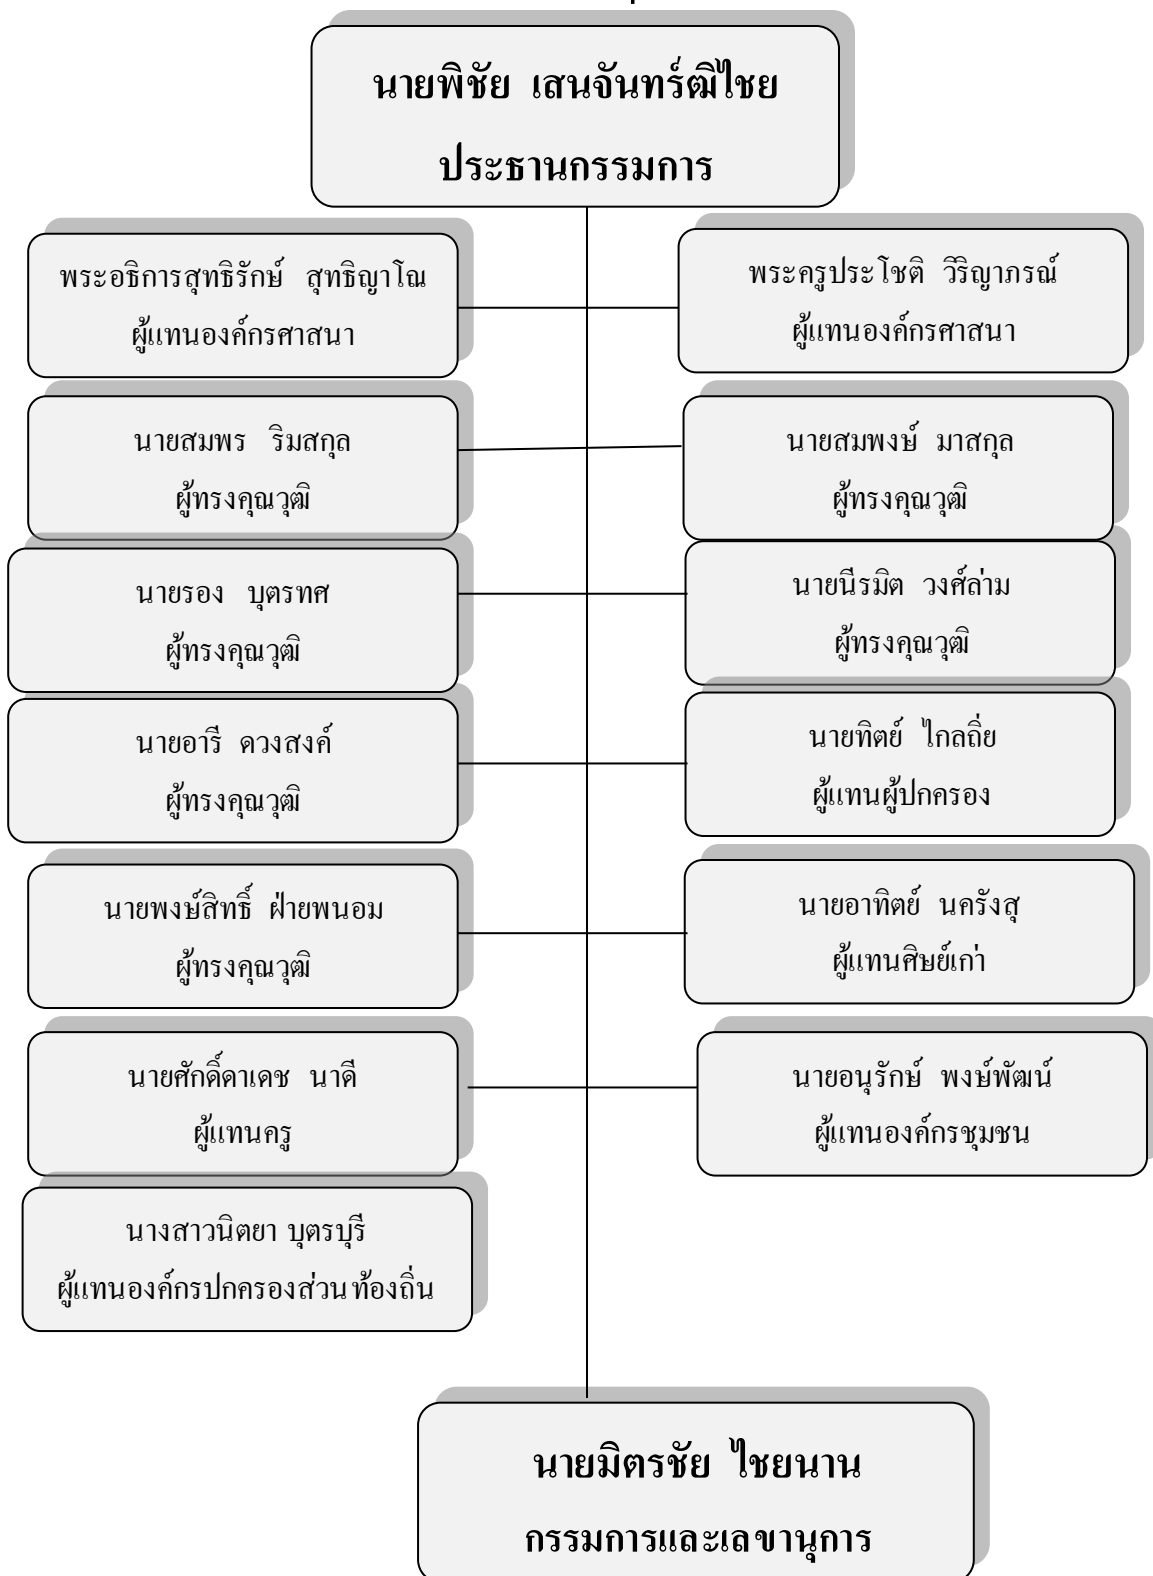 นายพิชัย เสนจันทร์ฒิไชย
ประธานกรรมการ
พระอธิการสุทธิรักษ์ สุทธิญาโณ
ผู้แทนองค์กรศาสนา
พระครูประโชติ วิริญาภรณ์
ผู้แทนองค์กรศาสนา
นายสมพร ริมสกุล
ผู้ทรงคุณวุฒิ
นายสมพงษ์ มาสกุล
ผู้ทรงคุณวุฒิ
นายรอง บุตรทศ
ผู้ทรงคุณวุฒิ
นายนีรมิต วงศ์ล่าม
ผู้ทรงคุณวุฒิ
นายอารี ดวงสงค์
ผู้ทรงคุณวุฒิ
นายทิตย์ ไกลถิ่ย
ผู้แทนผู้ปกครอง
นายพงษ์สิทธิ์ ฝ่ายพนอม
ผู้ทรงคุณวุฒิ
นายอาทิตย์ นครังสุ
ผู้แทนศิษย์เก่า
นายศักดิ์ดาเดช นาดี
ผู้แทนครู
นายอนุรักษ์ พงษ์พัฒน์
ผู้แทนองค์กรชุมชน
นางสาวนิตยา บุตรบุรี
ผู้แทนองค์กรปกครองส่วนท้องถิ่น
นายมิตรชัย ไชยนาน
กรรมการและเลขานุการ